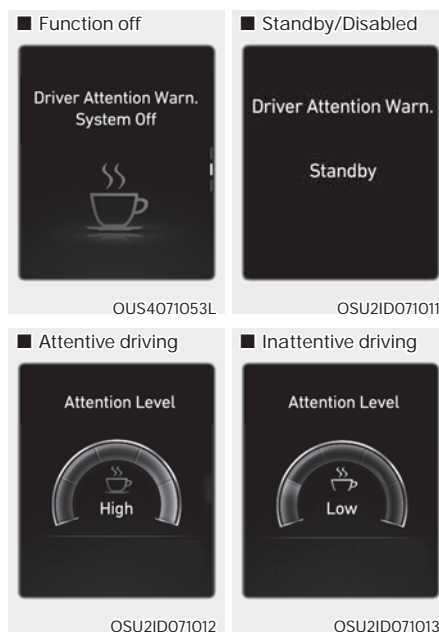 ■ Function off
Driver Attention Warn.
System Off
OUS4071053L
■ Standby/Disabled
Driver Attention Warn.
Standby
OSU2ID071011
■ Attentive driving
Attention Level
High
OSU2ID071012
■ Inattentive driving
Attention Level
Low
OSU2ID071013